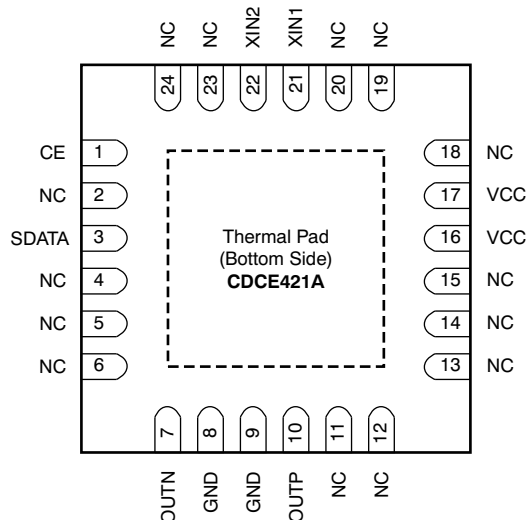 NC NC XIN2 XIN1 NC NC
24 23 22 21 20 19
CE 1 18 NC
NC 2 17 VCC
SDATA 3 16 VCC
NC 4 15 NC
NC 5 14 NC
NC 6 13 NC
Thermal Pad
(Bottom Side)
CDCE421A
7 8 9 10 11 12
OUTN GND GND OUTP NC NC